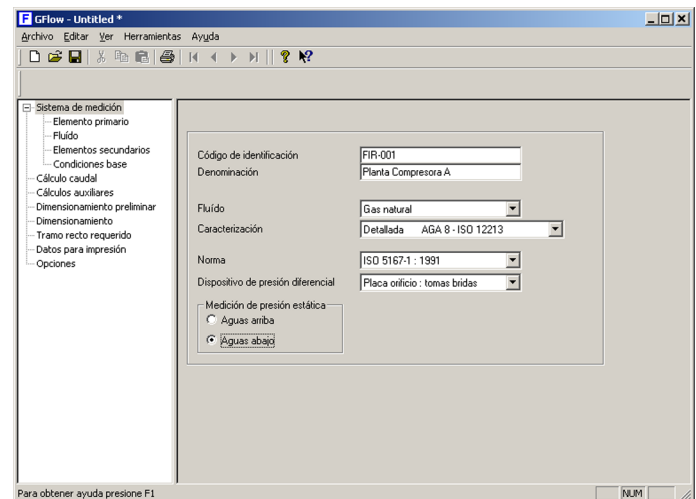 GFlow - Untitled *
Archivo Editar Ver Herramientas Ayuda
Sistema de medición
Elemento primario
Fluído
Elementos secundarios
Condiciones base
Cálculo caudal
Cálculos auxiliares
Dimensionamiento preliminar
Dimensionamiento
Tramo recto requerido
Datos para impresión
Opciones
Código de identificación FIR-001
Denominación Planta Compresora A
Fluído Gas natural
Caracterización Detallada AGA 8 - ISO 12213
Norma ISO 5167-1 : 1991
Dispositivo de presión diferencial Placa orificio : tomas bridas
Medición de presión estática
Aguas arriba
Aguas abajo
Para obtener ayuda presione F1 NUM